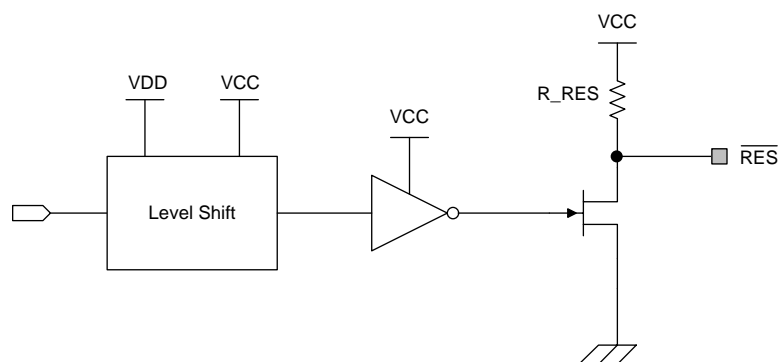 VCC
VDD
VCC
R_RES
VCC
RES
Level Shift